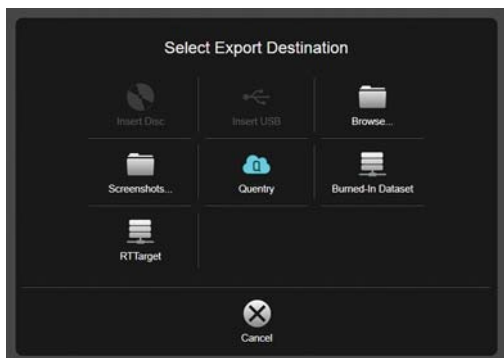 Select Export Destination
Insert Disc
Insert USB
Browse...
Screenshots...
Quentry
Burned-In Dataset
RTTarget
Cancel